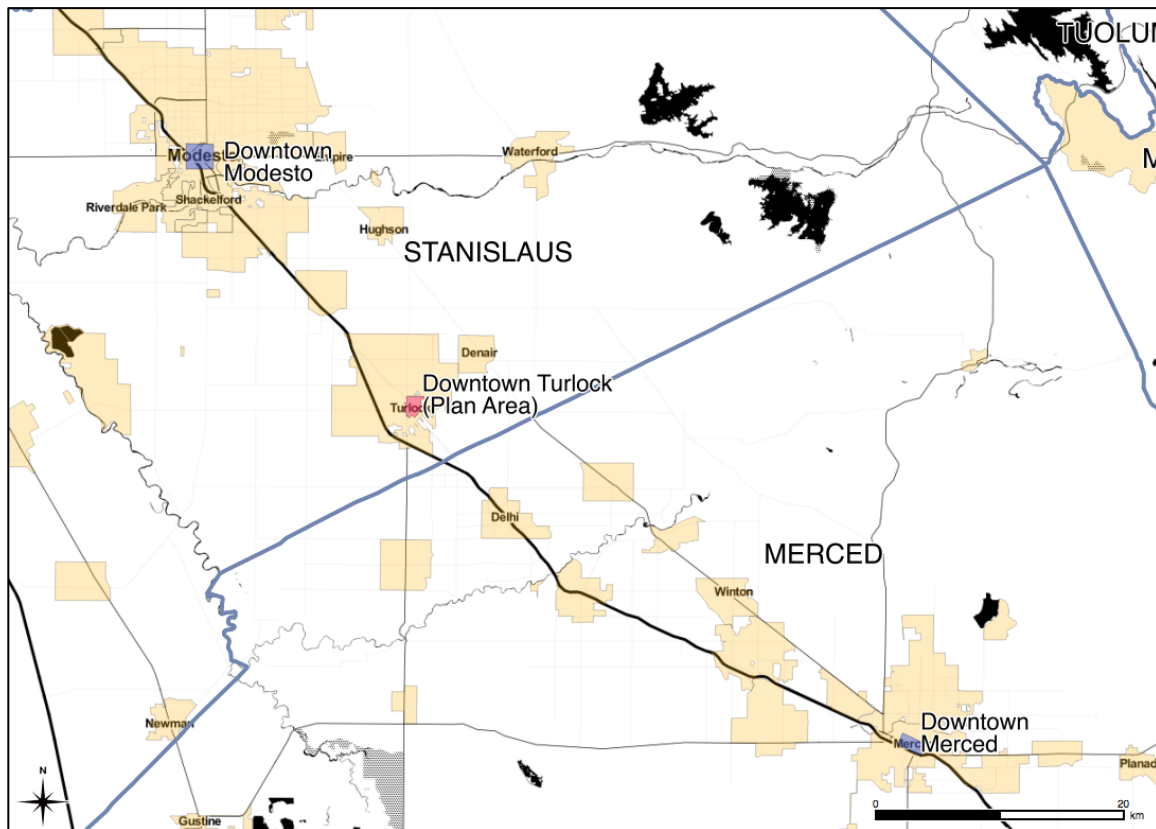 TUOLUM
Modesto
Downtown
Modesto
Empire
Waterford
M
Riverdale Park
Shackelford
Hughson
STANISLAUS
Denair
Downtown Turlock
Turlock
(Plan Area)
Delhi
MERCED
Winton
Newman
Downtown
Merced
Merc
Planad
N
0
20
km
Gustine